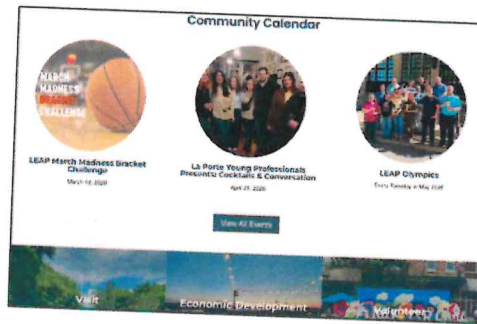 Community Calendar
MARCH
MADNESS
BRACKET
CHALLENGE
LEAP March Madness Bracket
Challenge
La Porte Young Professionals
Presents: Cocktails & Conversation
LEAP Olympics
View All Events
Visit
Economic Development
Volunteer